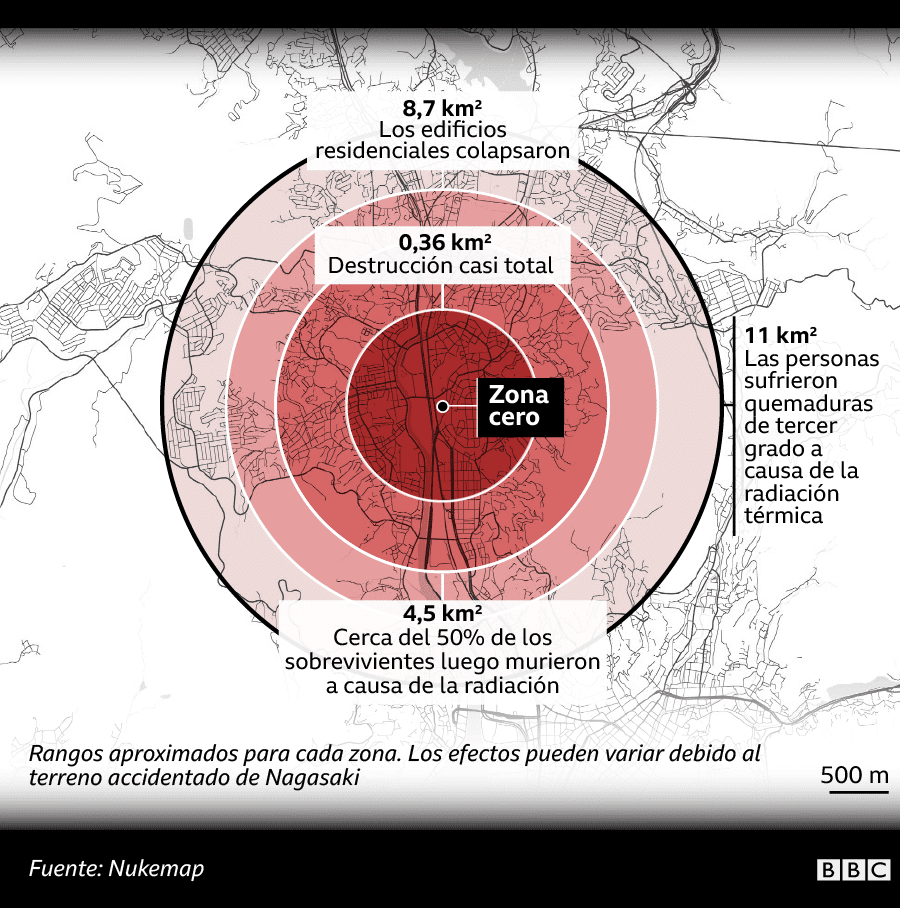 8,7 km²
Los edificios
residenciales colapsaron
0,36 km²
Destrucción casi total
Zona
cero
11 km²
Las personas
sufrieron
quemaduras
de tercer
grado a
causa de la
radiación
térmica
4,5 km²
Cerca del 50% de los
sobrevivientes luego murieron
a causa de la radiación
Rangos aproximados para cada zona. Los efectos pueden variar debido al
terreno accidentado de Nagasaki
500 m
Fuente: Nukemap
BBC